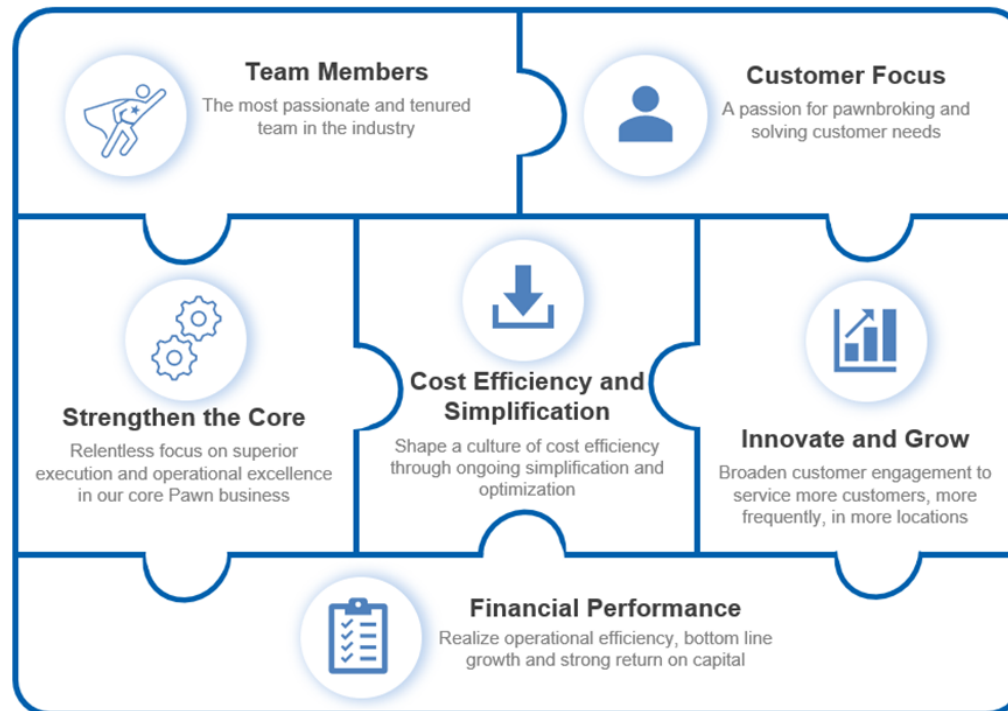 Team Members
The most passionate and tenured
team in the industry
Customer Focus
A passion for pawnbroking and
solving customer needs
Strengthen the Core
Relentless focus on superior
execution and operational excellence
in our core Pawn business
Cost Efficiency and
Simplification
Shape a culture of cost efficiency
through ongoing simplification and
optimization
Innovate and Grow
Broaden customer engagement to
service more customers, more
frequently, in more locations
Financial Performance
Realize operational efficiency, bottom line
growth and strong return on capital